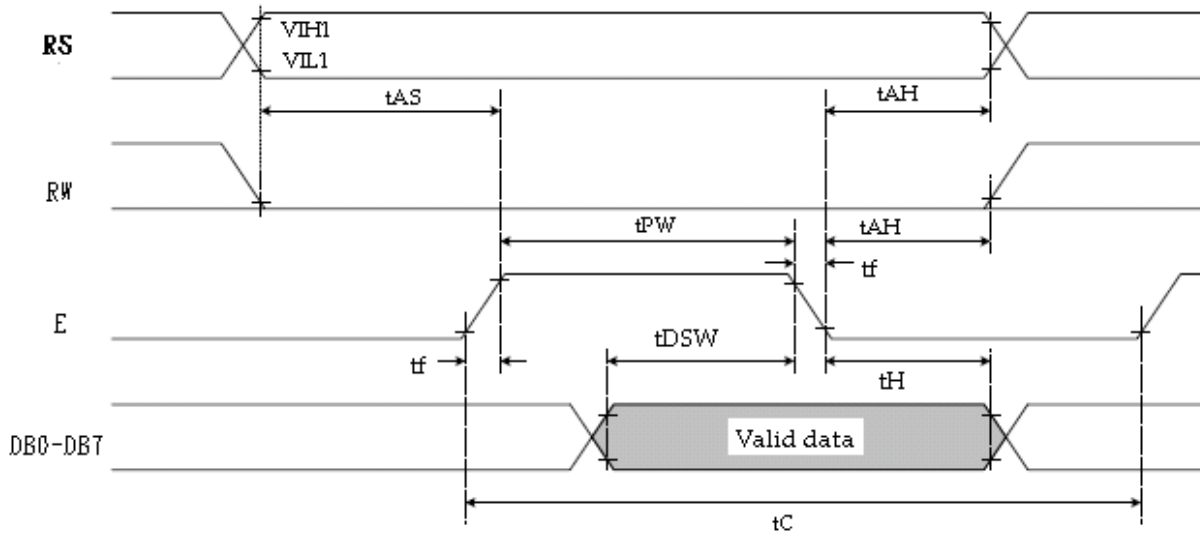 RS
VIH1
VIL1
tAS
tAH
RW
tPW
tAH
tf
E
tDSW
tf
tH
DB0-DB7
Valid data
tC